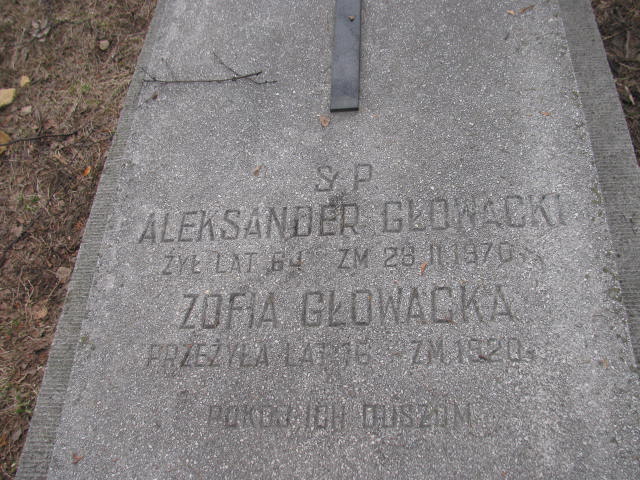 Ś P
ALEKSANDER GŁOWACKI
ŻYŁ LAT 64 ZM 28 II 1970
ZOFIA GŁOWACKA
PRZEŻYŁA LAT 16 - ZM. 1920
POKÓJ ICH DUSZOM